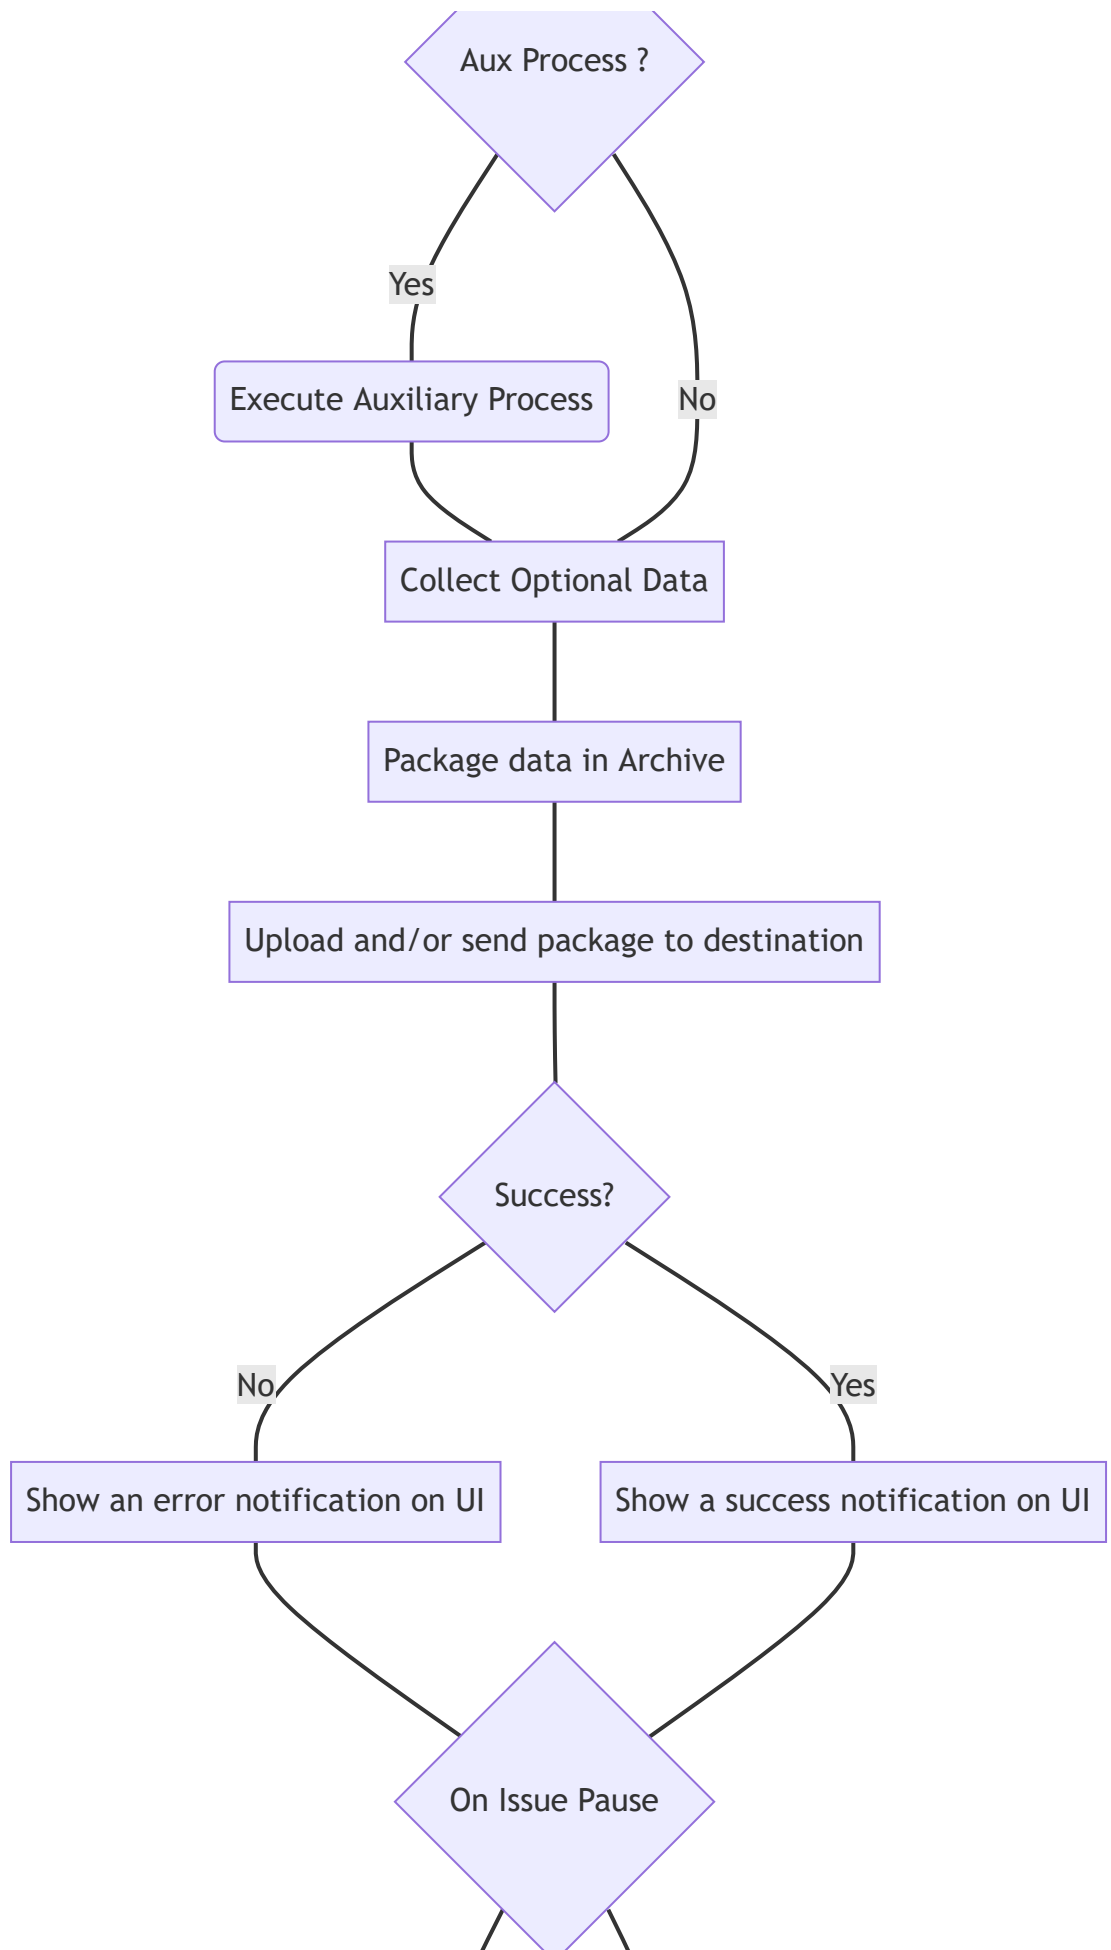 Aux Process ?
Yes
Execute Auxiliary Process
No
Collect Optional Data
Package data in Archive
Upload and/or send package to destination
Success?
No
Yes
Show an error notification on UI
Show a success notification on UI
On Issue Pause